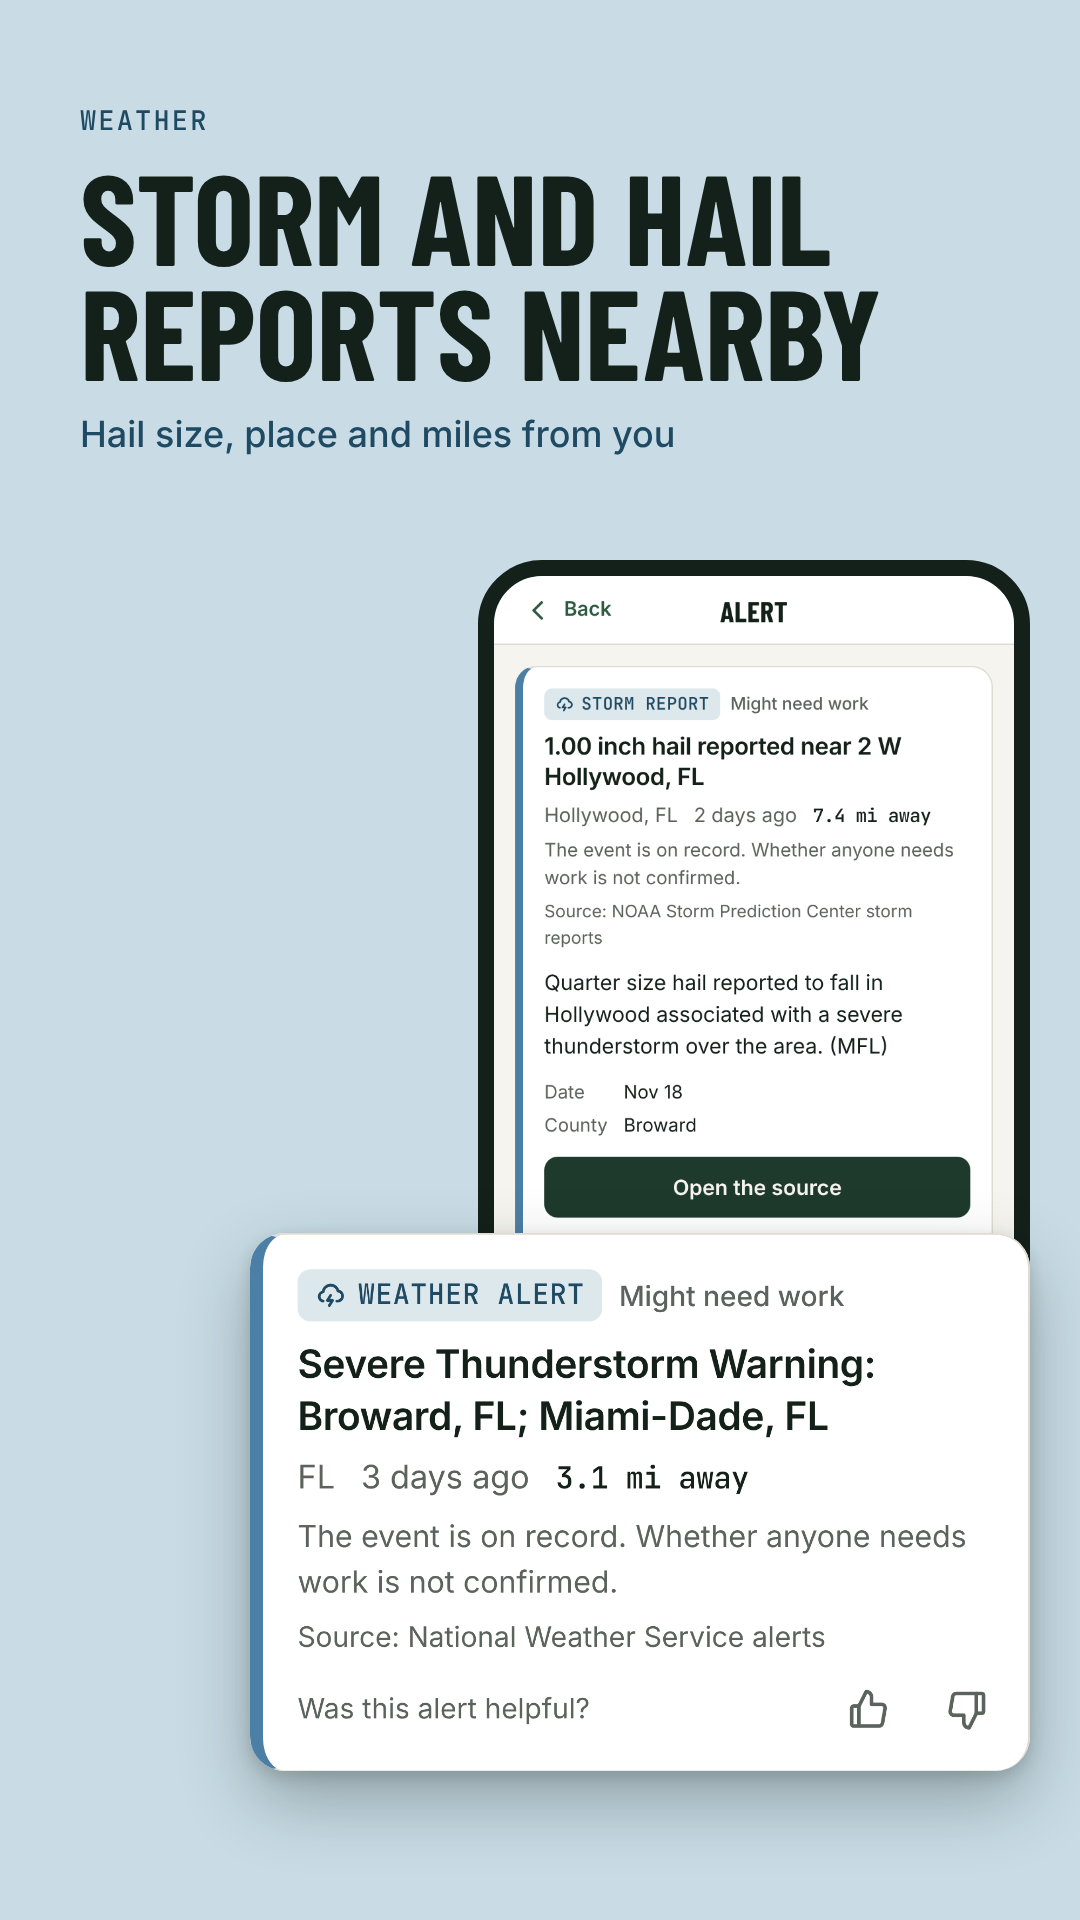 WEATHER
STORM AND HAIL
REPORTS NEARBY
Hail size, place and miles from you
Back
ALERT
STORM REPORT Might need work
1.00 inch hail reported near 2 W
Hollywood, FL
Hollywood, FL 2 days ago 7.4 mi away
The event is on record. Whether anyone needs
work is not confirmed.
Source: NOAA Storm Prediction Center storm
reports
Quarter size hail reported to fall in
Hollywood associated with a severe
thunderstorm over the area. (MFL)
Date Nov 18
County Broward
Open the source
WEATHER ALERT Might need work
Severe Thunderstorm Warning:
Broward, FL; Miami-Dade, FL
FL 3 days ago 3.1 mi away
The event is on record. Whether anyone needs
work is not confirmed.
Source: National Weather Service alerts
Was this alert helpful?